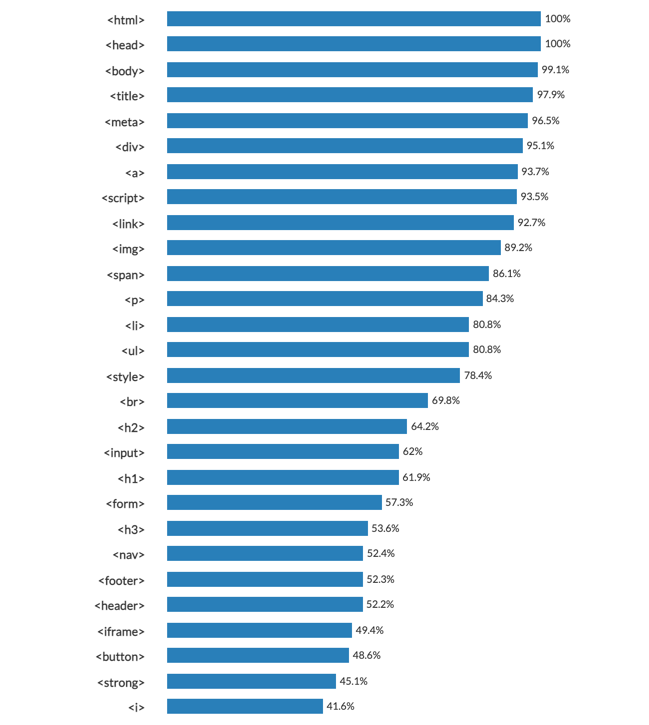 <html> 100%
<head> 100%
<body> 99.1%
<title> 97.9%
<meta> 96.5%
<div> 95.1%
<a> 93.7%
<script> 93.5%
<link> 92.7%
<img> 89.2%
<span> 86.1%
<p> 84.3%
<li> 80.8%
<ul> 80.8%
<style> 78.4%
<br> 69.8%
<h2> 64.2%
<input> 62%
<h1> 61.9%
<form> 57.3%
<h3> 53.6%
<nav> 52.4%
<footer> 52.3%
<header> 52.2%
<iframe> 49.4%
<button> 48.6%
<strong> 45.1%
<i> 41.6%